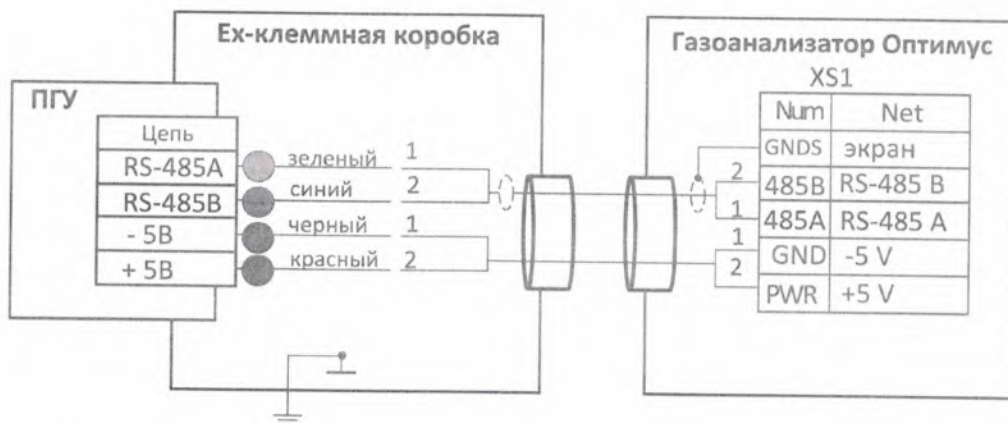 Ех-клеммная коробка
Газоанализатор Оптимус
ПГУ
XS1
Цепь
RS-485A
RS-485B
- 5В
+ 5В
зеленый 1
синий 2
черный 1
красный 2
Num Net
GNDS экран
2 485B RS-485 B
1 485A RS-485 A
1 GND -5 V
2 PWR +5 V